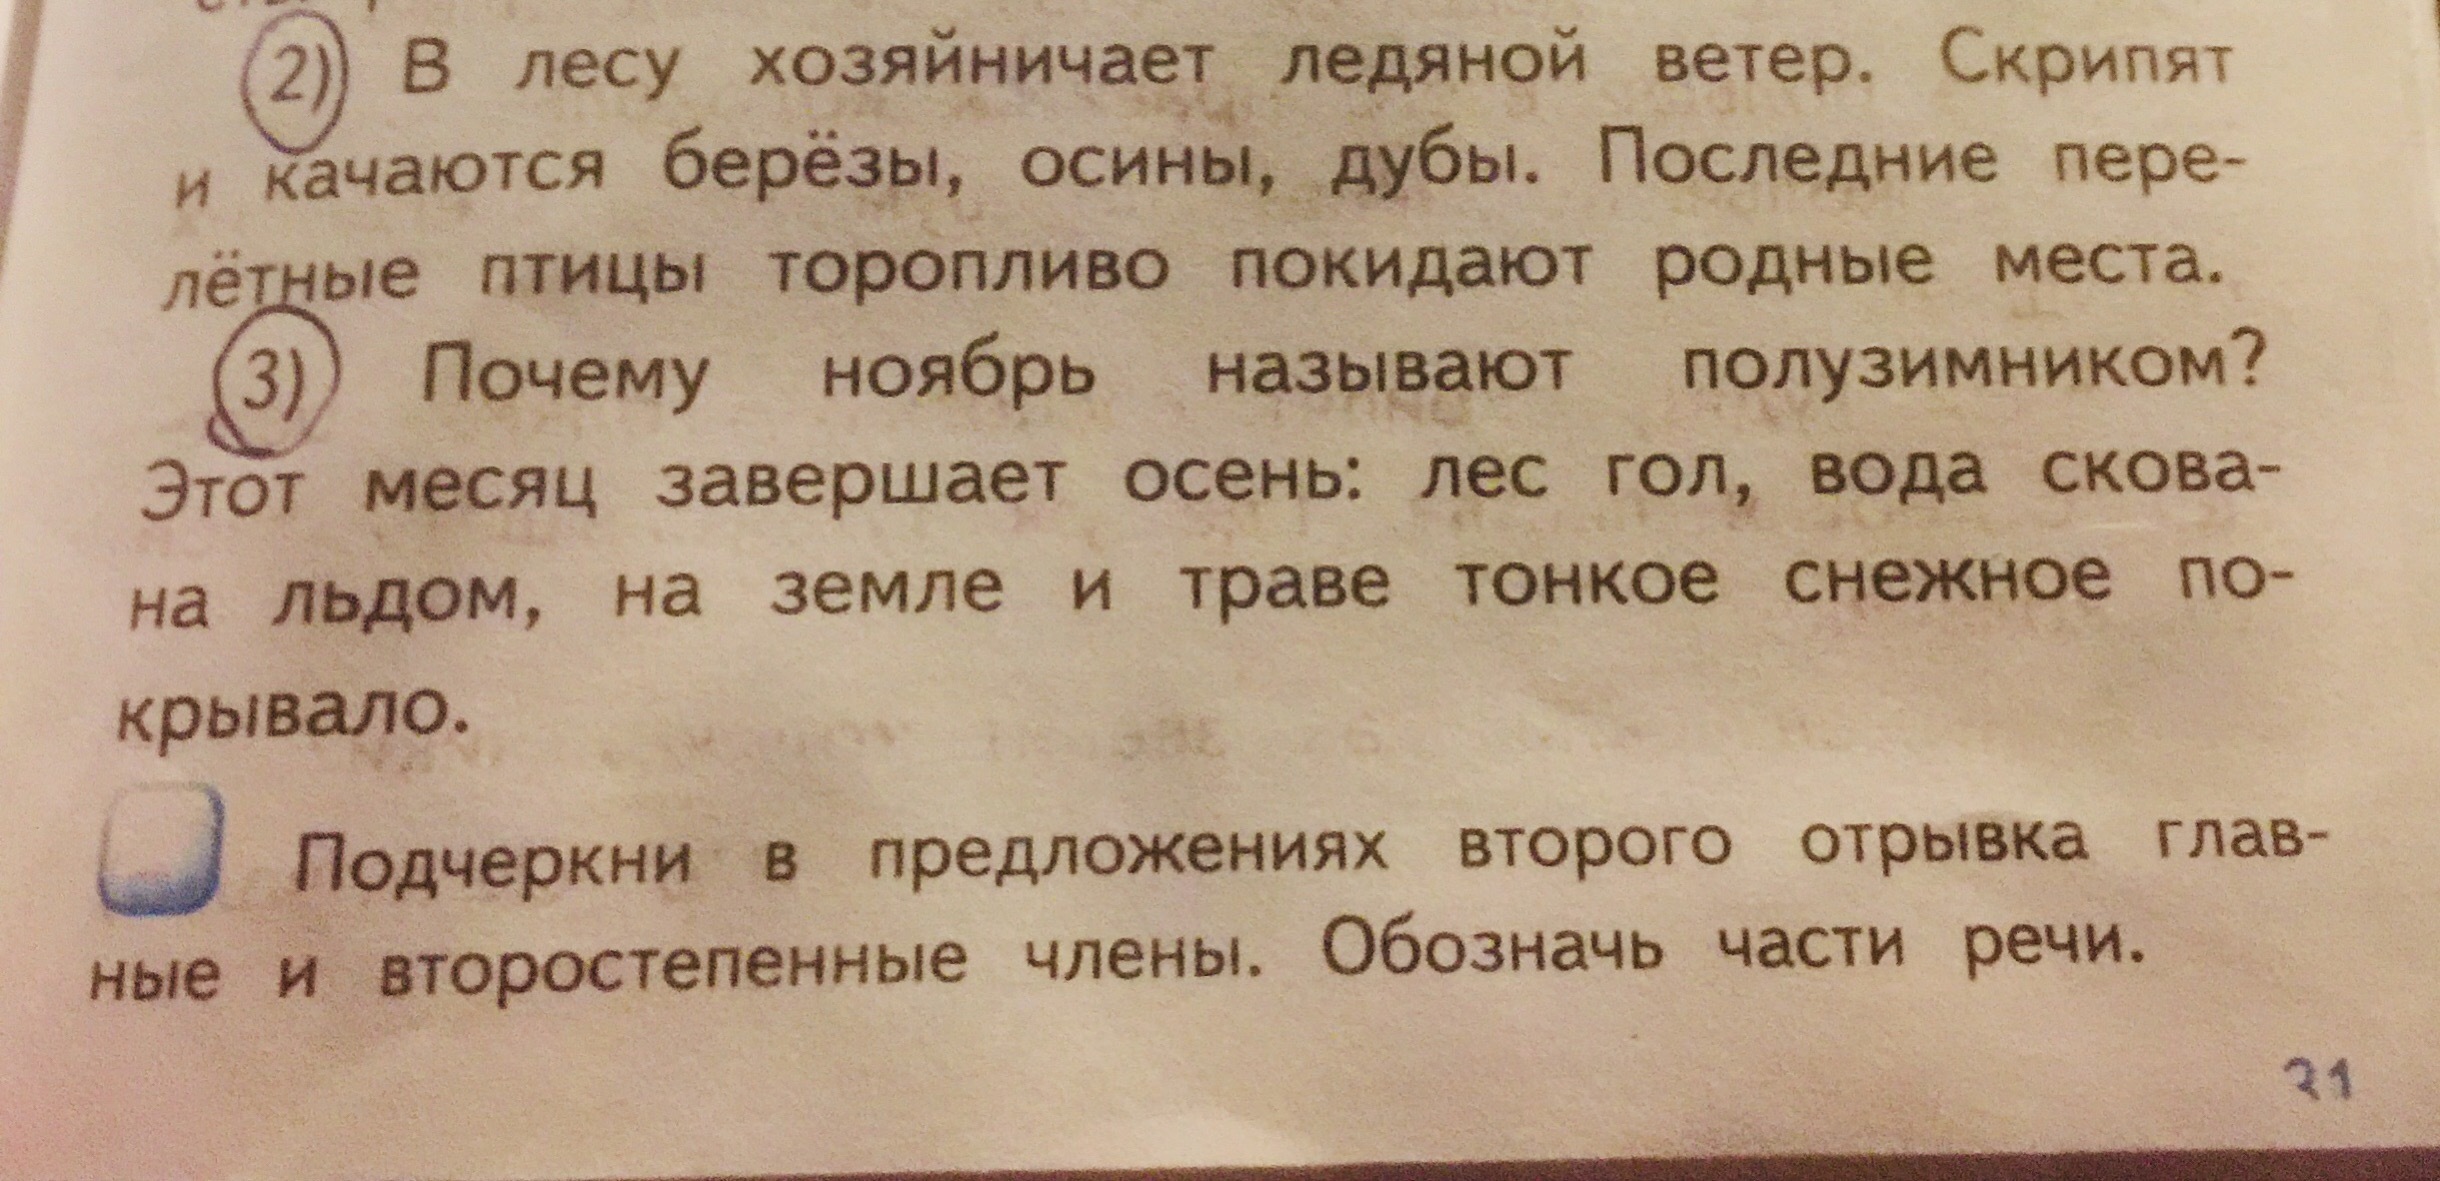 2) В лесу хозяйничает ледяной ветер. Скрипят
и качаются берёзы, осины, дубы. Последние пере-
лётные птицы торопливо покидают родные места.
3) Почему ноябрь называют полузимником?
Этот месяц завершает осень: лес гол, вода скова-
на льдом, на земле и траве тонкое снежное по-
крывало.
Подчеркни в предложениях второго отрывка глав-
ные и второстепенные члены. Обозначь части речи.
31